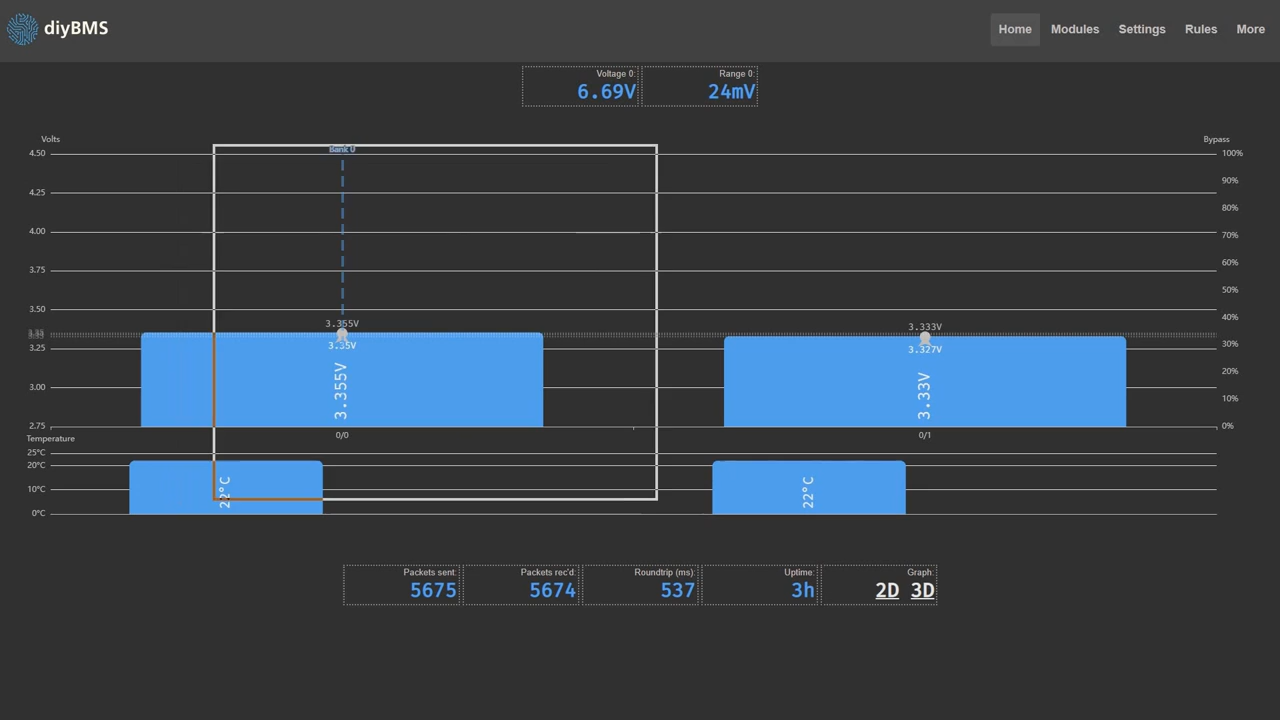 diyBMS
Home Modules Settings Rules More
Voltage 0: Range 0:
6.69V 24mV
Volts Bypass
Bank 0
4.50 100%
4.25 90%
80%
4.00 70%
3.75 60%
3.50 50%
40%
3.355V 3.333V
3.35V 3.327V
3.25 30%
3.355V 3.33V
3.00 20%
10%
2.75 0%
0/0 0/1
Temperature
25°C
20°C
22°C 22°C
10°C
0°C
Packets sent: Packets rec'd: Roundtrip (ms): Uptime: Graph:
5675 5674 537 3h 2D 3D